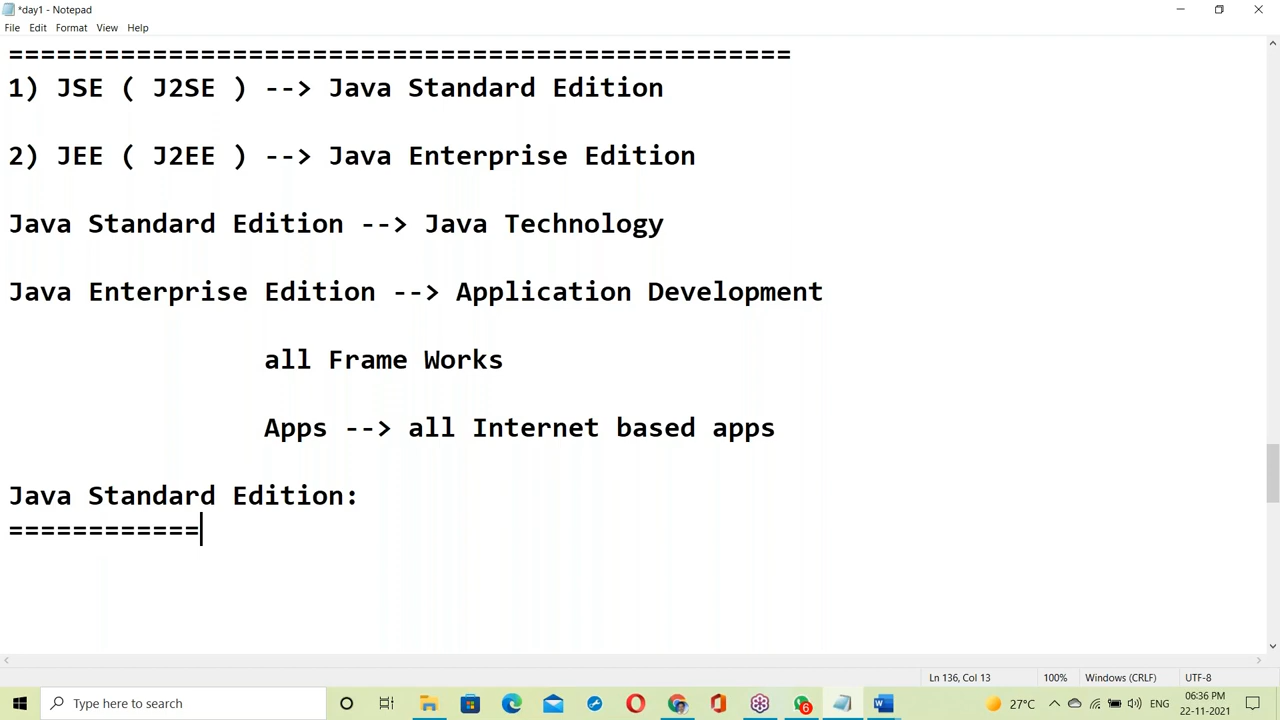 *day1 - Notepad
File Edit Format View Help
=================================================
1) JSE ( J2SE ) --> Java Standard Edition
2) JEE ( J2EE ) --> Java Enterprise Edition
Java Standard Edition --> Java Technology
Java Enterprise Edition --> Application Development
all Frame Works
Apps --> all Internet based apps
Java Standard Edition:
============
Ln 136, Col 13 100% Windows (CRLF) UTF-8
Type here to search 6 27°C ENG 06:36 PM
22-11-2021